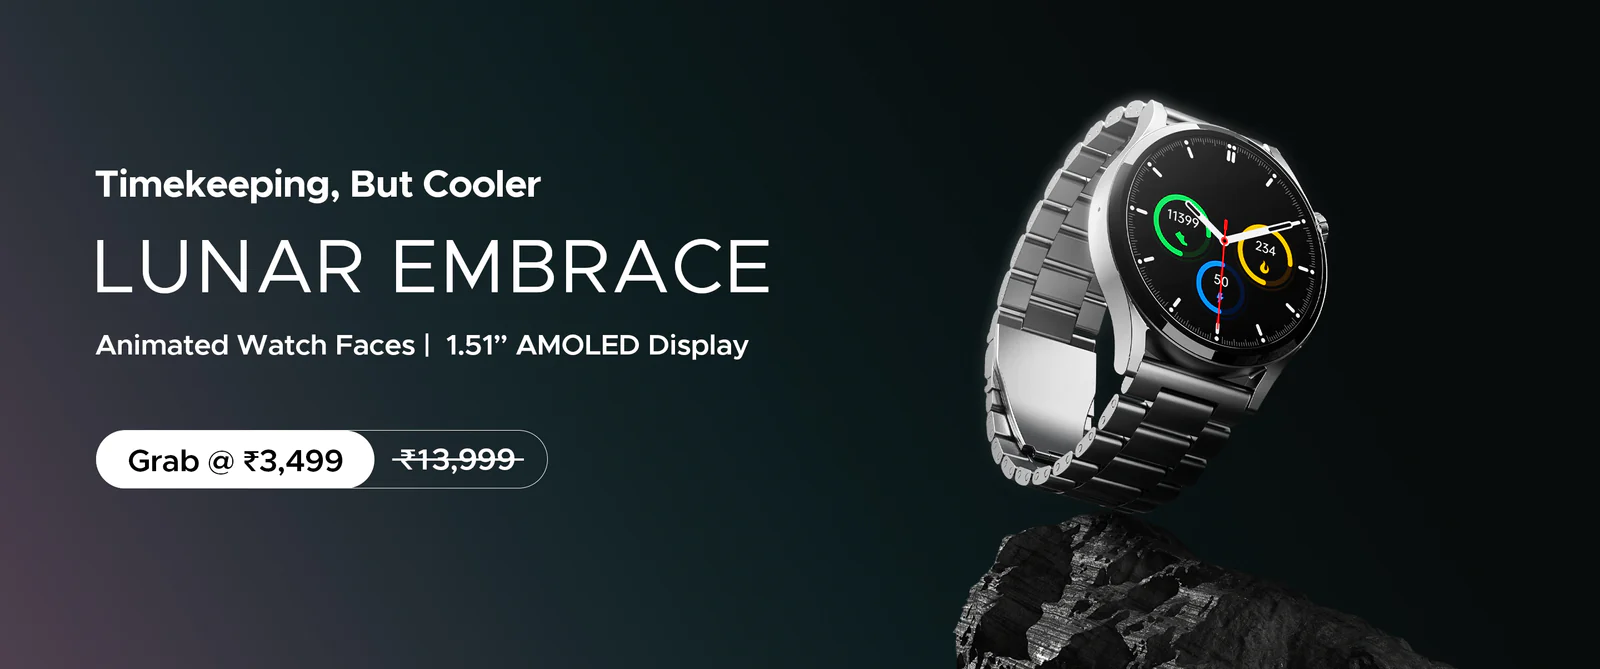 Timekeeping, But Cooler
LUNAR EMBRACE
Animated Watch Faces | 1.51” AMOLED Display
Grab @ ₹3,499 ₹13,999
11399
234
50